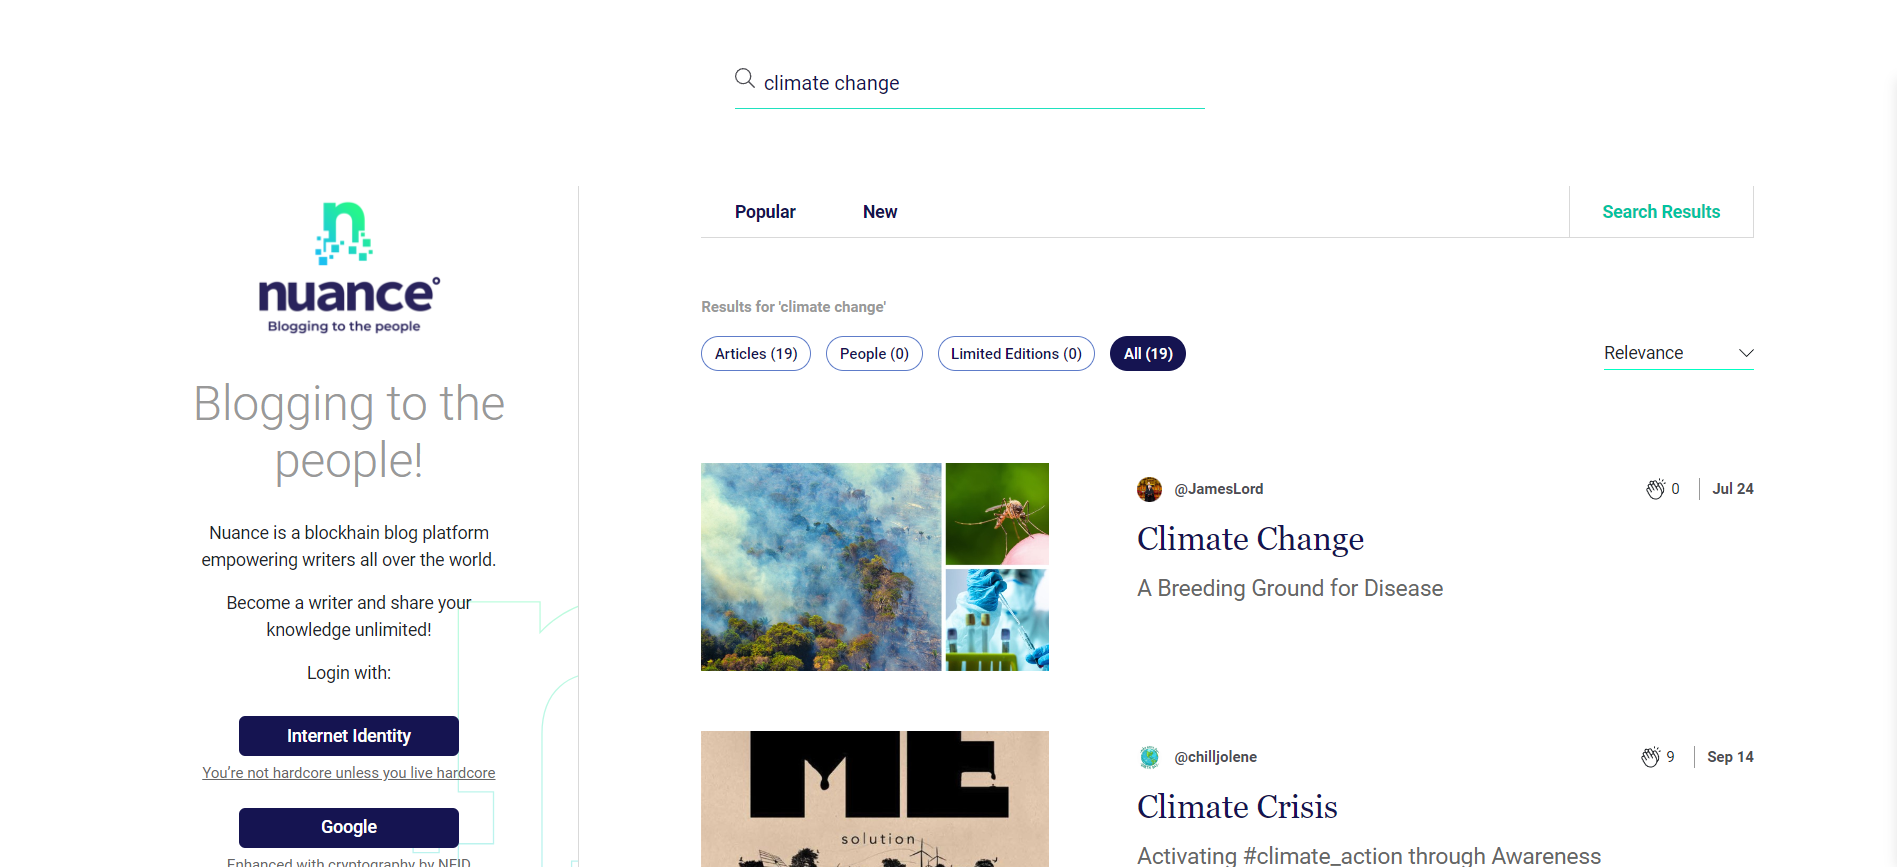 climate change
nuance°
Blogging to the people
Blogging to the
people!
Nuance is a blockhain blog platform
empowering writers all over the world.
Become a writer and share your
knowledge unlimited!
Login with:
Internet Identity
You're not hardcore unless you live hardcore
Google
Enhanced with cryptography by NFID
Popular
New
Search Results
Results for 'climate change'
Articles (19)
People (0)
Limited Editions (0)
All (19)
Relevance
@JamesLord
0
Jul 24
Climate Change
A Breeding Ground for Disease
ME
solution
@chilljolene
9
Sep 14
Climate Crisis
Activating #climate_action through Awareness